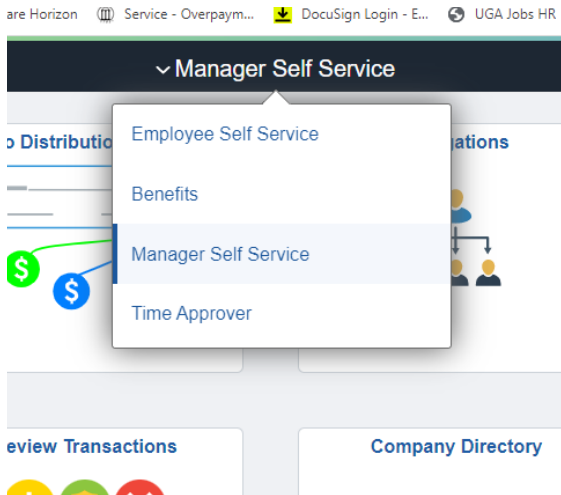 are Horizon Service - Overpaym... DocuSign Login - E... UGA Jobs HR
Manager Self Service
o Distributio
Employee Self Service
gations
Benefits
Manager Self Service
$
$
Time Approver
eview Transactions
Company Directory